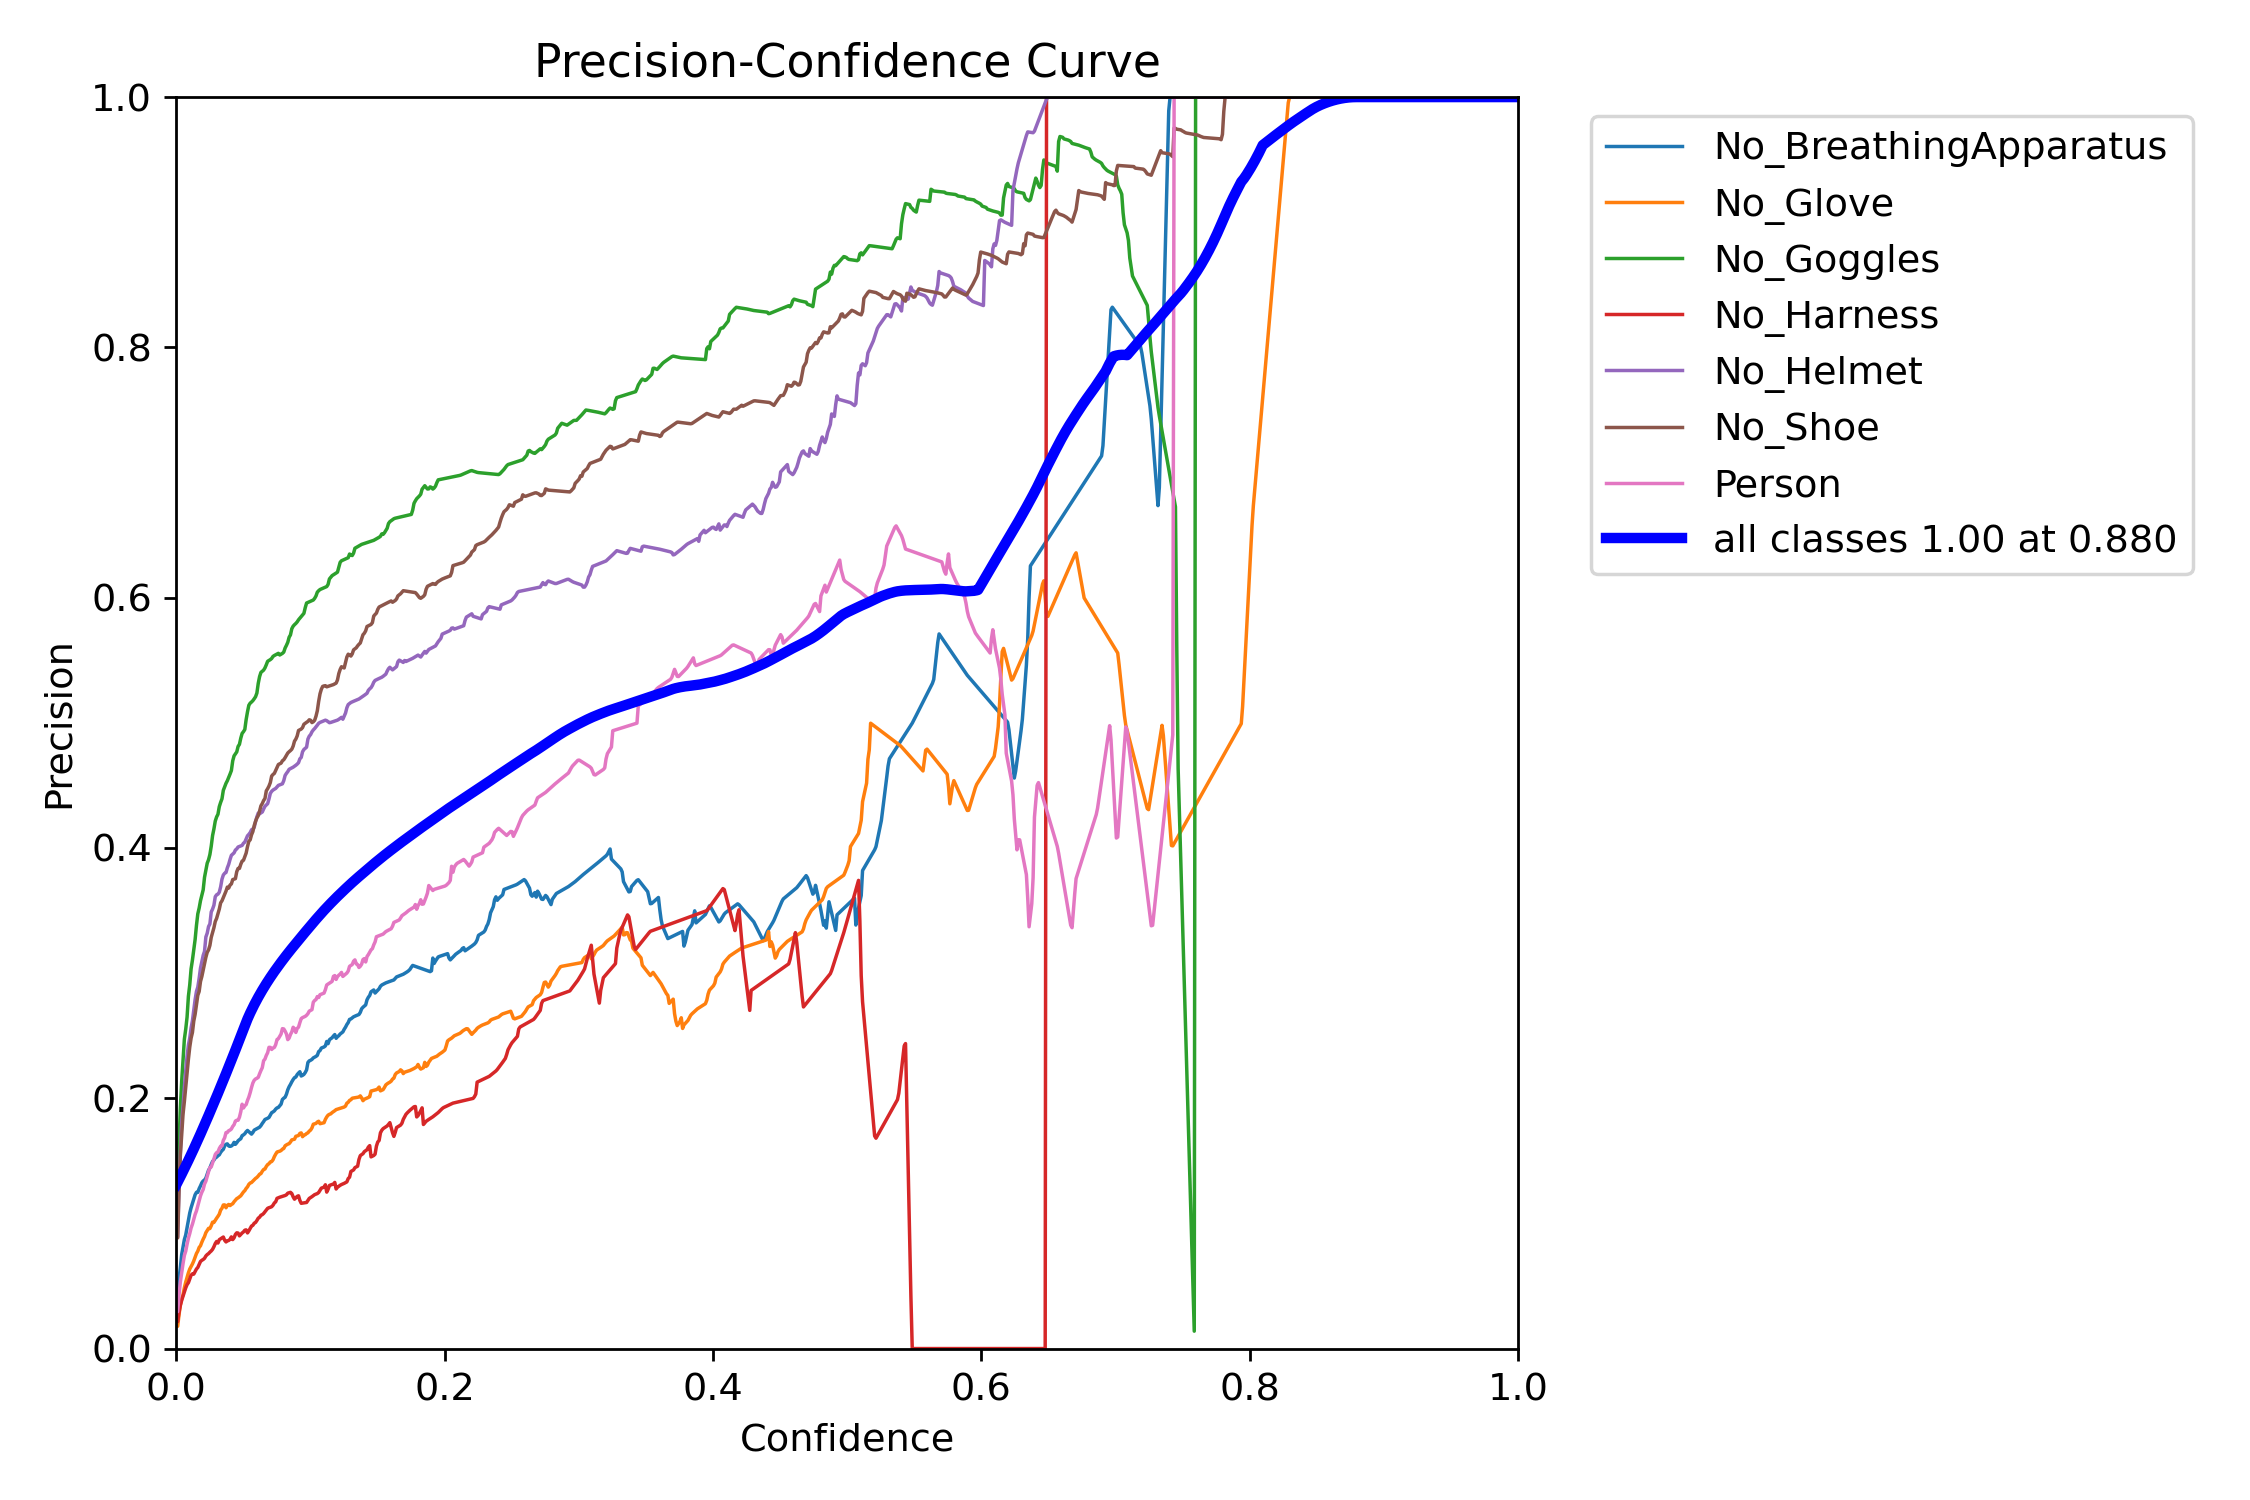 Precision-Confidence Curve
1.0
0.8
0.6
0.4
0.2
0.0
Precision
0.0 0.2 0.4 0.6 0.8 1.0
Confidence
No_BreathingApparatus
No_Glove
No_Goggles
No_Harness
No_Helmet
No_Shoe
Person
all classes 1.00 at 0.880